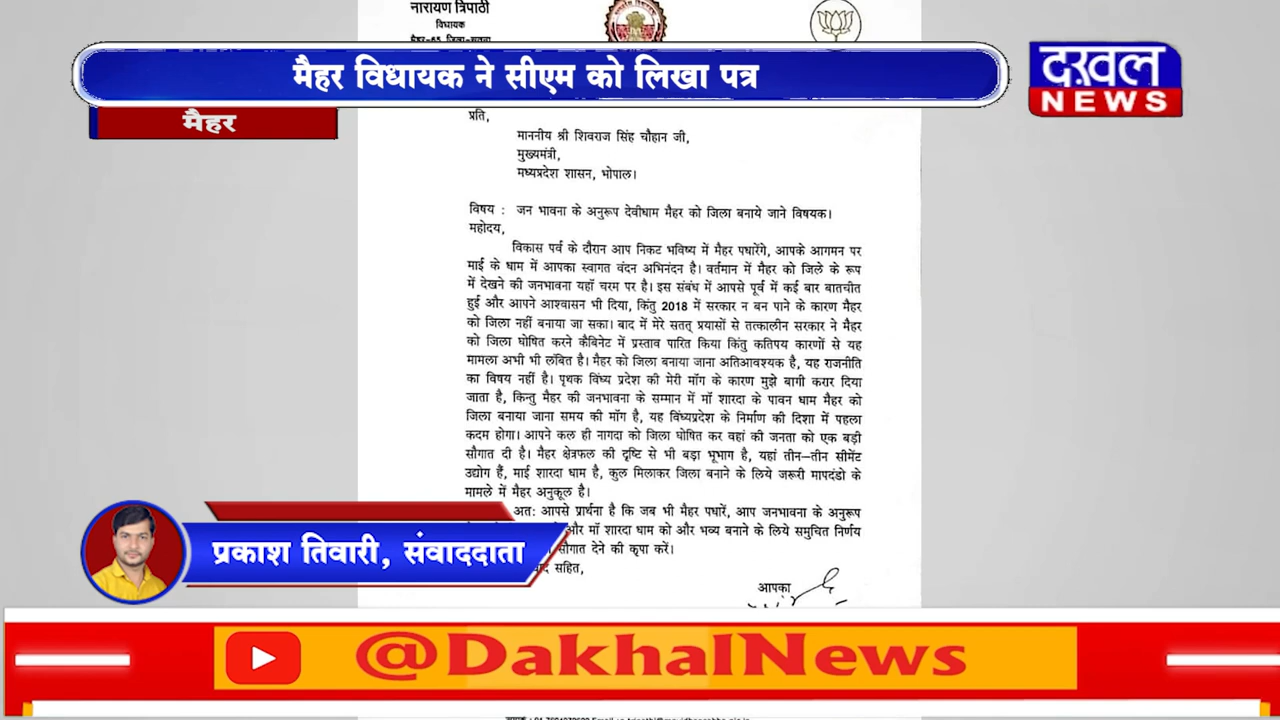 नारायण त्रिपाठी
विधायक
मैहर-65 जिला-सतना
मैहर विधायक ने सीएम को लिखा पत्र
दख़ल
NEWS
मैहर
प्रति,
माननीय श्री शिवराज सिंह चौहान जी,
मुख्यमंत्री,
मध्यप्रदेश शासन, भोपाल।
विषय : जन भावना के अनुरूप देवीधाम मैहर को जिला बनाये जाने विषयक।
महोदय,
विकास पर्व के दौरान आप निकट भविष्य में मैहर पधारेंगे, आपके आगमन पर
माई के धाम में आपका स्वागत वंदन अभिनंदन है। वर्तमान में मैहर को जिले के रूप
में देखने की जनभावना यहॉ चरम पर है। इस संबंध में आपसे पूर्व में कई बार बातचीत
हुई और आपने आश्वासन भी दिया, किंतु 2018 में सरकार न बन पाने के कारण मैहर
को जिला नहीं बनाया जा सका। बाद में मेरे सतत् प्रयासों से तत्कालीन सरकार ने मैहर
को जिला घोषित करने कैबिनेट में प्रस्ताव पारित किया किंतु कतिपय कारणों से यह
मामला अभी भी लंबित है। मैहर को जिला बनाया जाना अतिआवश्यक है, यह राजनीति
का विषय नहीं है। पृथक विंध्य प्रदेश की मेरी मॉग के कारण मुझे बागी करार दिया
जाता है, किन्तु मैहर की जनभावना के सम्मान में मॉ शारदा के पावन धाम मैहर को
जिला बनाया जाना समय की मॉग है, यह विंध्यप्रदेश के निर्माण की दिशा में पहला
कदम होगा। आपने कल ही नागदा को जिला घोषित कर वहां की जनता को एक बड़ी
सौगात दी है। मैहर क्षेत्रफल की दृष्टि से भी बड़ा भूभाग है, यहां तीन–तीन सीमेंट
उद्योग हैं, माई शारदा धाम है, कुल मिलाकर जिला बनाने के लिये जरूरी मापदंडो के
मामले में मैहर अनुकूल है।
अतः आपसे प्रार्थना है कि जब भी मैहर पधारें, आप जनभावना के अनुरूप
और मॉ शारदा धाम को और भव्य बनाने के लिये समुचित निर्णय
सौगात देने की कृपा करें।
सहित,
आपका
प्रकाश तिवारी, संवाददाता
@DakhalNews